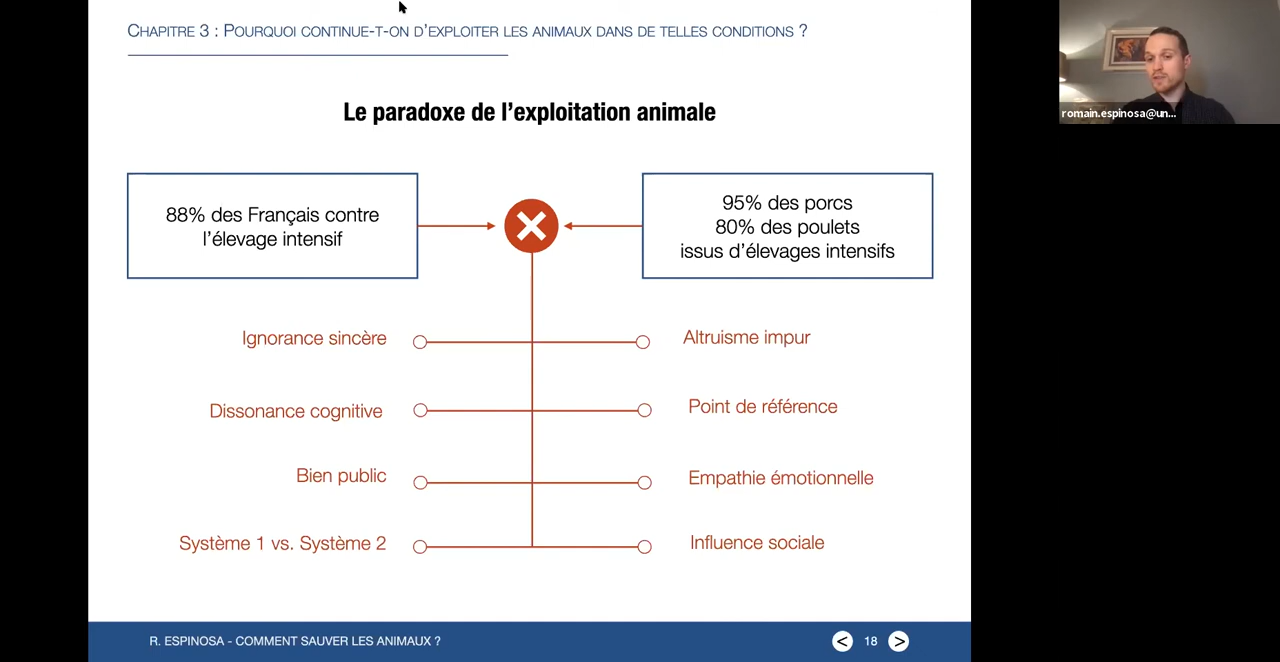 CHAPITRE 3 : POURQUOI CONTINUE-T-ON D'EXPLOITER LES ANIMAUX DANS DE TELLES CONDITIONS ?
Le paradoxe de l'exploitation animale
88% des Français contre
l'élevage intensif
95% des porcs
80% des poulets
issus d'élevages intensifs
Ignorance sincère
Altruisme impur
Dissonance cognitive
Point de référence
Bien public
Empathie émotionnelle
Système 1 vs. Système 2
Influence sociale
R. ESPINOSA - COMMENT SAUVER LES ANIMAUX ?
< 18 >
romain.espinosa@un...